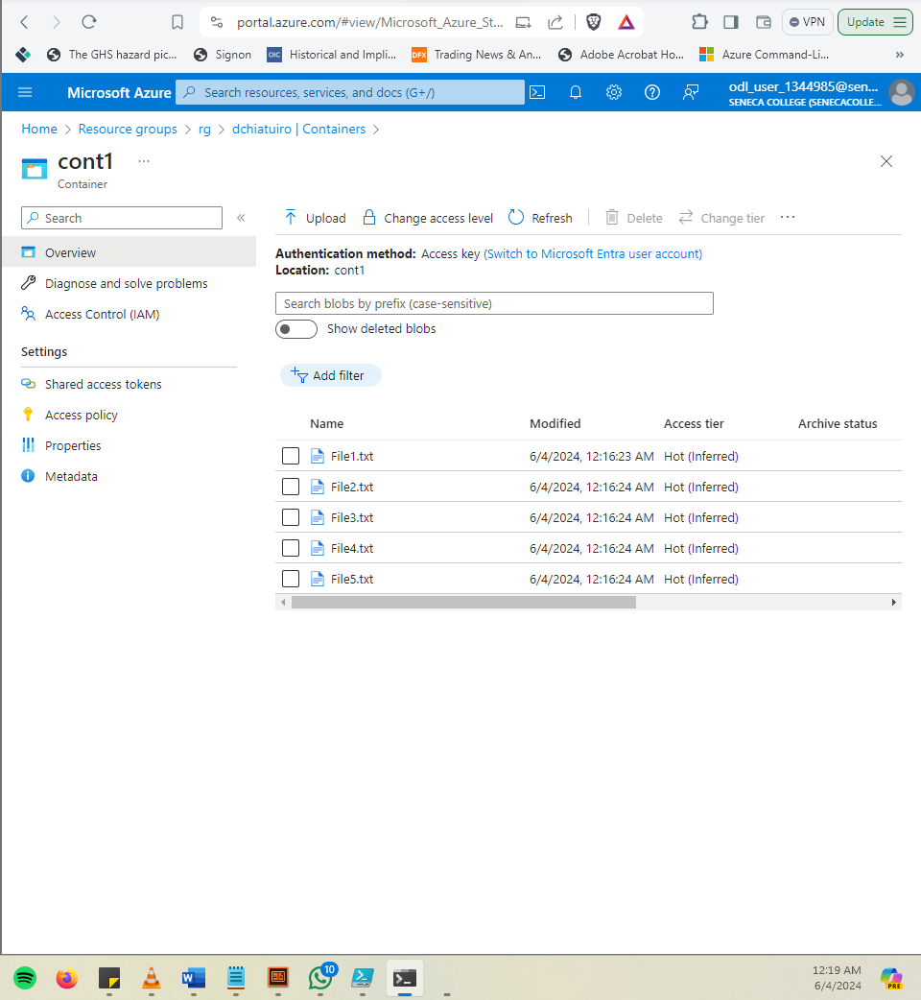 portal.azure.com/#view/Microsoft_Azure_St...
VPN
Update
The GHS hazard pic...
Signon
OIC
Historical and Impli...
DFX
Trading News & An...
Adobe Acrobat Ho...
Azure Command-Li...
»
Microsoft Azure
Search resources, services, and docs (G+/)
odl_user_1344985@sen...
SENECA COLLEGE (SENECACOLLE...
Home > Resource groups > rg > dchiatuiro | Containers >
cont1 ...
Container
Search
«
Upload
Change access level
Refresh
Delete
Change tier
...
Overview
Diagnose and solve problems
Access Control (IAM)
Settings
Shared access tokens
Access policy
Properties
Metadata
Authentication method: Access key (Switch to Microsoft Entra user account)
Location: cont1
Search blobs by prefix (case-sensitive)
Show deleted blobs
Add filter
Name Modified Access tier Archive status
File1.txt 6/4/2024, 12:16:23 AM Hot (Inferred)
File2.txt 6/4/2024, 12:16:24 AM Hot (Inferred)
File3.txt 6/4/2024, 12:16:24 AM Hot (Inferred)
File4.txt 6/4/2024, 12:16:24 AM Hot (Inferred)
File5.txt 6/4/2024, 12:16:24 AM Hot (Inferred)
W
10
12:19 AM
6/4/2024
PRE